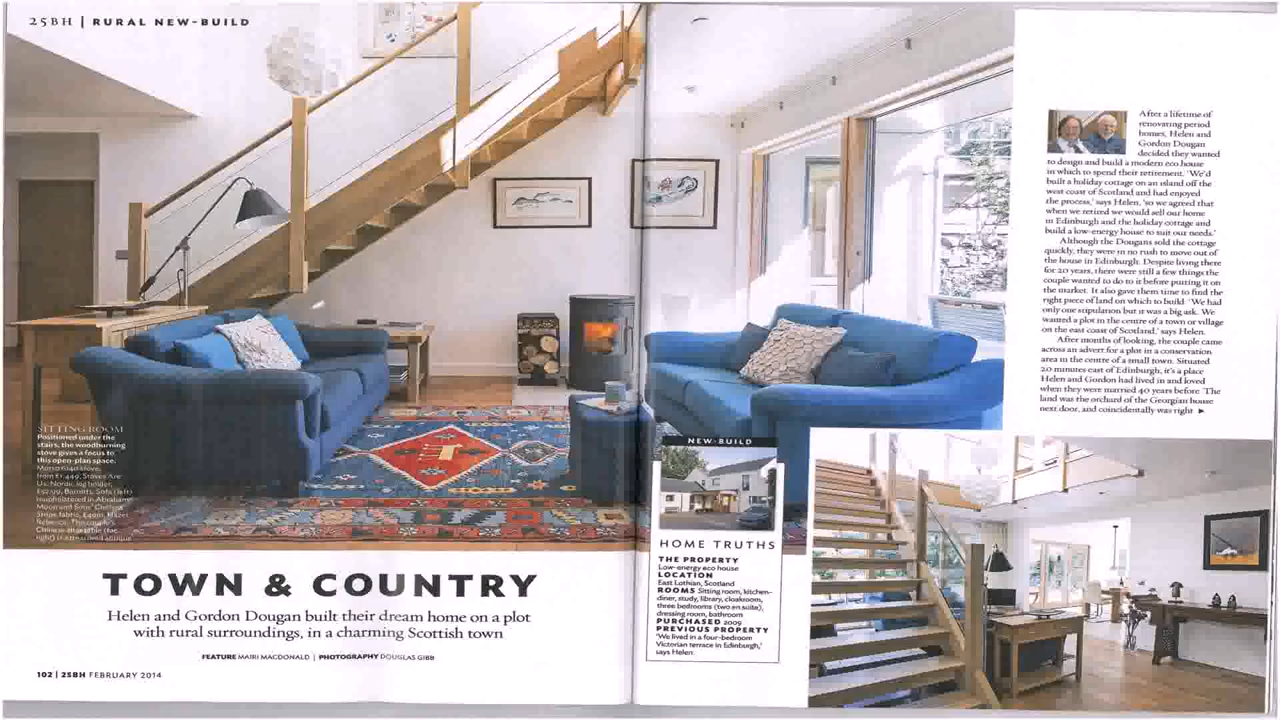 25BH | RURAL NEW-BUILD
SITTING ROOM
Positioned under the
stairs, the woodburning
stove gives a focus to
this open-plan space.
TOWN & COUNTRY
Helen and Gordon Dougan built their dream home on a plot
with rural surroundings, in a charming Scottish town
FEATURE MAIRI MACDONALD | PHOTOGRAPHY DOUGLAS GIBB
102 | 25BH FEBRUARY 2014
NEW-BUILD
HOME TRUTHS
THE PROPERTY
Low-energy eco house
LOCATION
East Lothian, Scotland
ROOMS Sitting room, kitchen-
diner, study, library, cloakroom,
three bedrooms (two en suite),
dressing room, bathroom
PURCHASED 2009
PREVIOUS PROPERTY
'We lived in a four-bedroom
Victorian terrace in Edinburgh,'
says Helen.
After a lifetime of
renovating period
homes, Helen and
Gordon Dougan
decided they wanted
to design and build a modern eco house
in which to spend their retirement. 'We'd
built a holiday cottage on an island off the
west coast of Scotland and had enjoyed
the process,' says Helen, 'so we agreed that
when we retired we would sell our home
in Edinburgh and the holiday cottage and
build a low-energy house to suit our needs.'
Although the Dougans sold the cottage
quickly, they were in no rush to move out of
the house in Edinburgh. Despite living there
for 20 years, there were still a few things the
couple wanted to do to it before putting it on
the market. It also gave them time to find the
right piece of land on which to build. 'We had
only one stipulation but it was a big ask. We
wanted a plot in the centre of a town or village
on the east coast of Scotland,' says Helen.
After months of looking, the couple came
across an advert for a plot in a conservation
area in the centre of a small town. Situated
20 minutes east of Edinburgh, it's a place
Helen and Gordon had lived in and loved
when they were married 40 years before. 'The
land was the orchard of the Georgian house
next door, and coincidentally was right ►